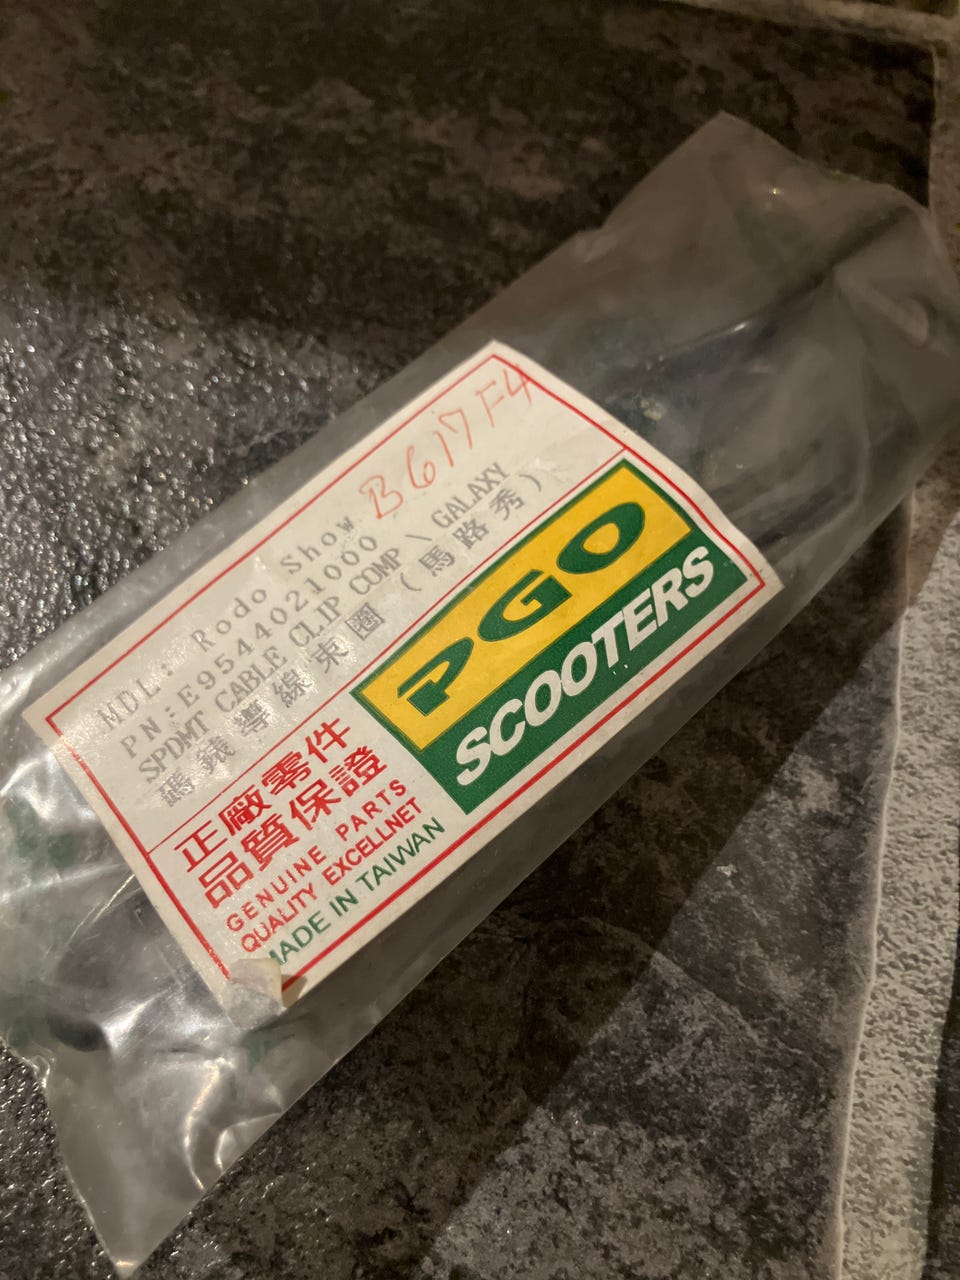 B617F4
MDL: Rodo Show
PN:E9544021000
SPDMT CABLE CLIP COMP \ GALAXY
碼錶導線束圈(馬路秀)
PGO
SCOOTERS
正廠零件
品質保證
GENUINE PARTS
QUALITY EXCELLNET
MADE IN TAIWAN